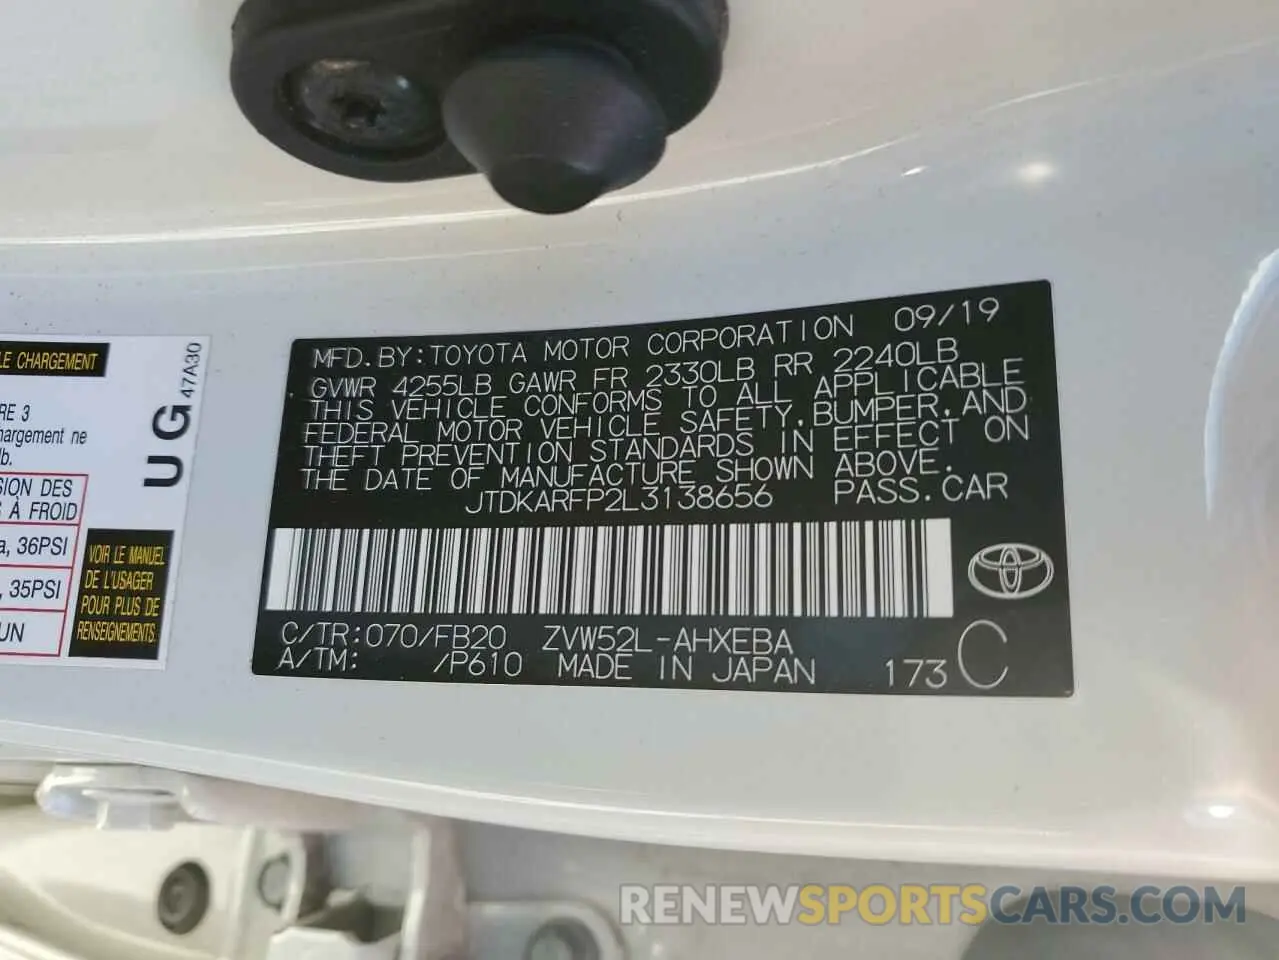 LE CHARGEMENT
47A30
UG
RE 3
hargement ne
lb.
SION DES
S À FROID
a, 36PSI
, 35PSI
UN
VOIR LE MANUEL
DE L'USAGER
POUR PLUS DE
RENSEIGNEMENTS
MFD.BY:TOYOTA MOTOR CORPORATION 09/19
GVWR 4255LB GAWR FR 2330LB RR 2240LB
THIS VEHICLE CONFORMS TO ALL APPLICABLE
FEDERAL MOTOR VEHICLE SAFETY,BUMPER,AND
THEFT PREVENTION STANDARDS IN EFFECT ON
THE DATE OF MANUFACTURE SHOWN ABOVE.
JTDKARFP2L3138656 PASS.CAR
C/TR:070/FB20 ZVW52L-AHXEBA
A/TM: /P610 MADE IN JAPAN 173 C
RENEWSPORTSCARS.COM